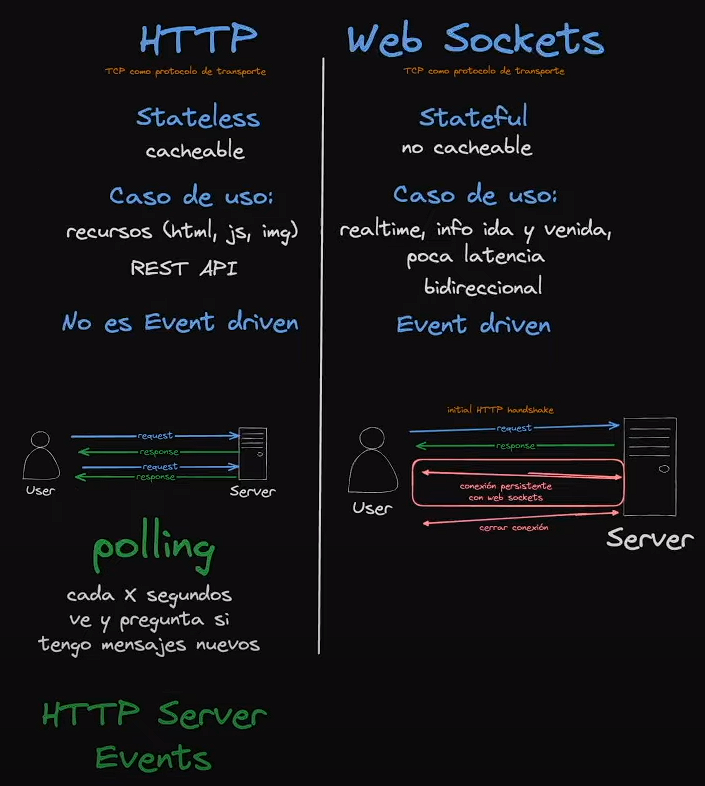 HTTP
TCP como protocolo de transporte
Stateless
cacheable
Caso de uso:
recursos (html, js, img)
REST API
No es Event driven
request
response
request
response
User
Server
polling
cada X segundos
ve y pregunta si
tengo mensajes nuevos
HTTP Server
Events
Web Sockets
TCP como protocolo de transporte
Stateful
no cacheable
Caso de uso:
realtime, info ida y venida,
poca latencia
bidireccional
Event driven
initial HTTP handshake
request
response
conexión persistente
con web sockets
cerrar conexión
User
Server